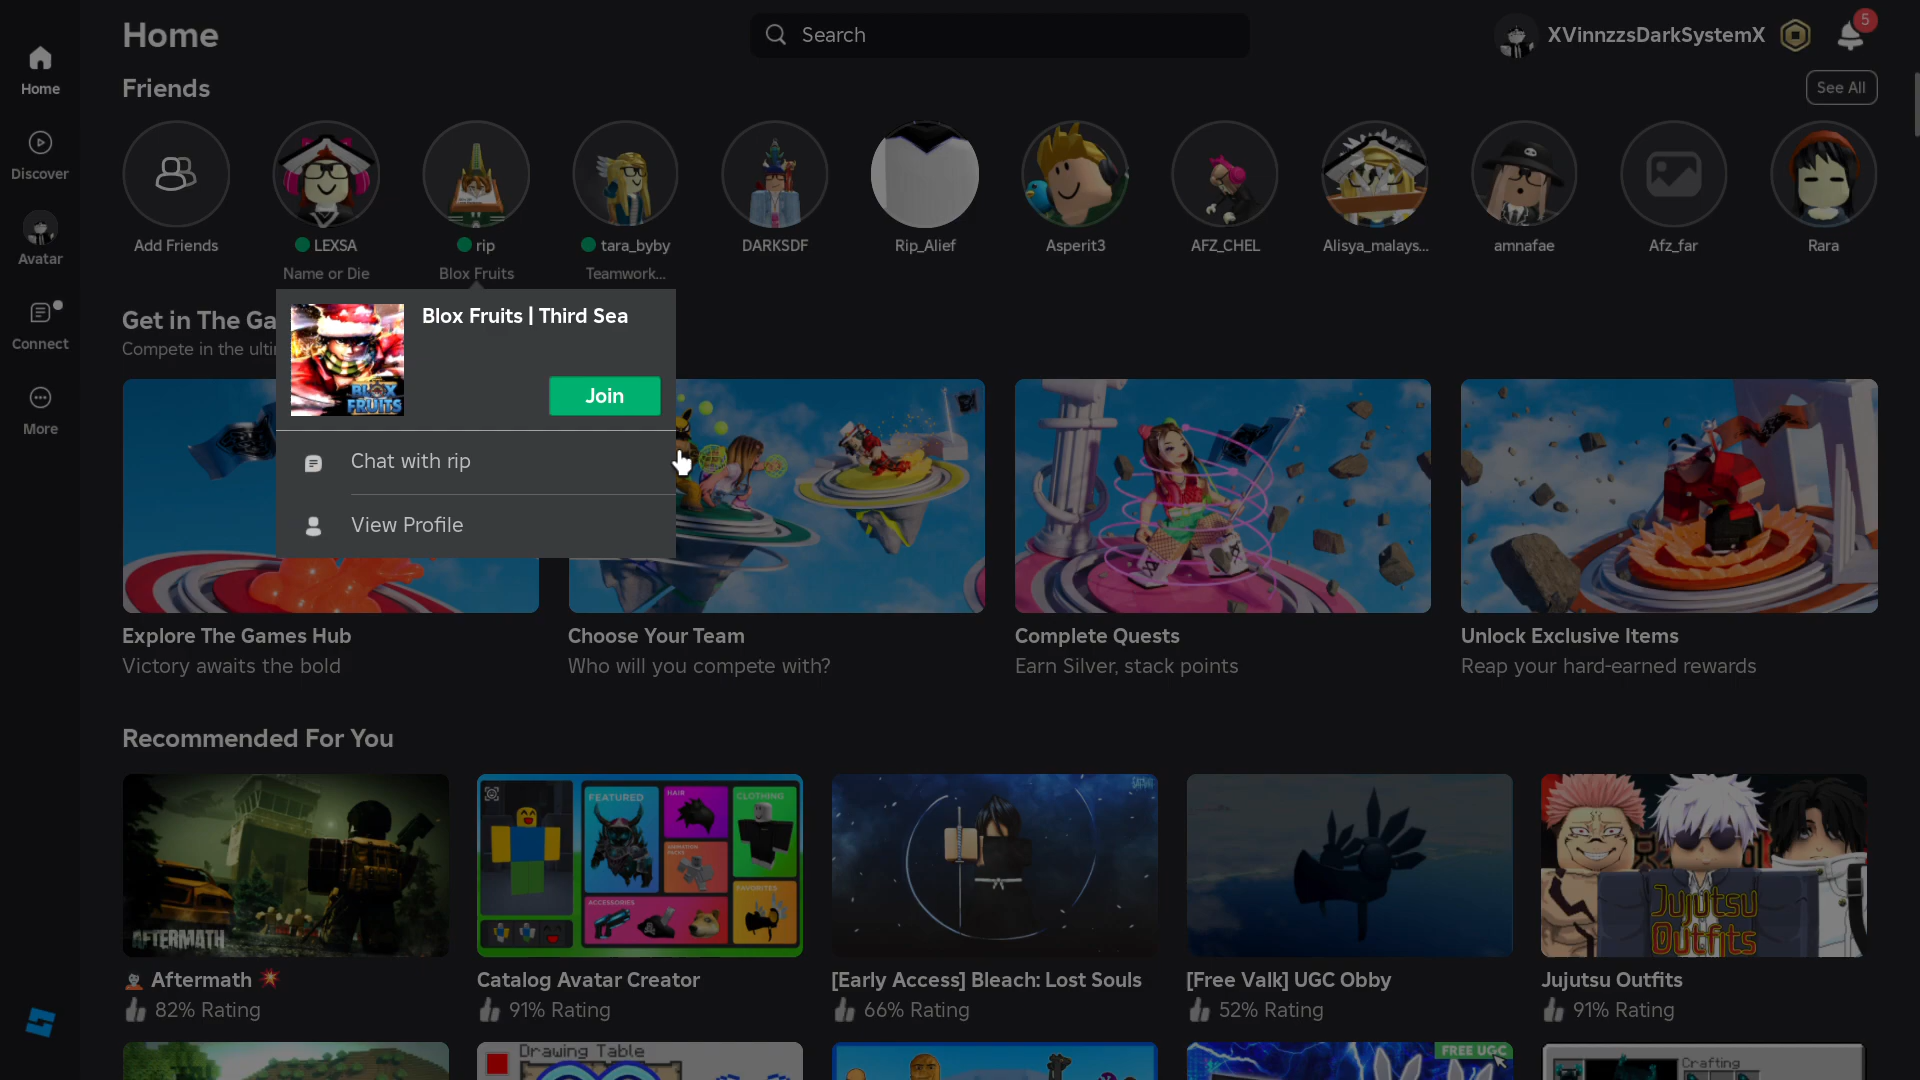 Home
Search
XVinnzzsDarkSystemX
5
Home
Discover
Avatar
Connect
More
Friends
See All
Add Friends
LEXSA
Name or Die
rip
Blox Fruits
tara_byby
Teamwork...
DARKSDF
Rip_Alief
Asperit3
AFZ_CHEL
Alisya_malays...
amnafae
Afz_far
Rara
Get in The Ga
Compete in the ulti
Blox Fruits | Third Sea
BLOX
FRUITS
Join
Chat with rip
View Profile
Explore The Games Hub
Victory awaits the bold
Choose Your Team
Who will you compete with?
Complete Quests
Earn Silver, stack points
Unlock Exclusive Items
Reap your hard-earned rewards
Recommended For You
AFTERMATH
FEATURED
HAIR
CLOTHING
ANIMATION
PACKS
ACCESSORIES
FAVORITES
Jujutsu
Outfits
Aftermath
82% Rating
Catalog Avatar Creator
91% Rating
[Early Access] Bleach: Lost Souls
66% Rating
[Free Valk] UGC Obby
52% Rating
Jujutsu Outfits
91% Rating
Drawing Table
FREE UGC
Crafting